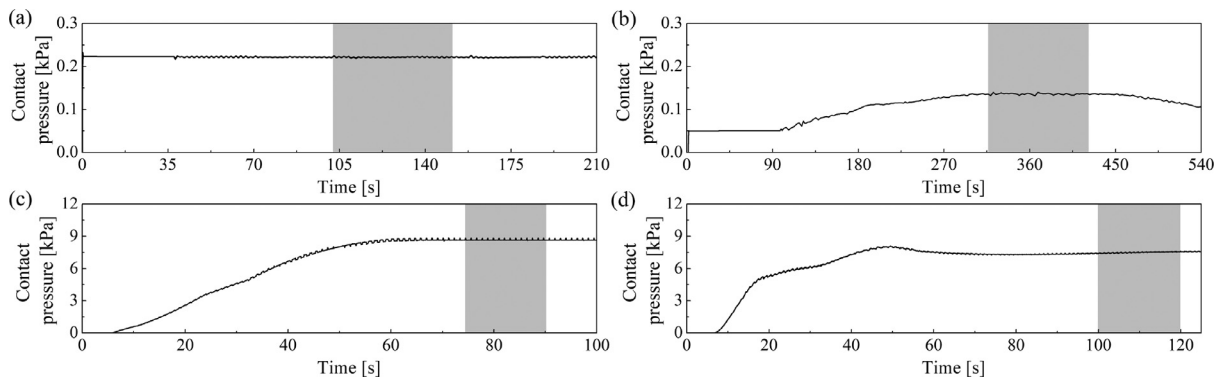 (a)
Contact
pressure [kPa]
0.3
0.2
0.1
0.0
0 35 70 105 140 175 210
Time [s]
(b)
Contact
pressure [kPa]
0.3
0.2
0.1
0.0
0 90 180 270 360 450 540
Time [s]
(c)
Contact
pressure [kPa]
12
9
6
3
0
0 20 40 60 80 100
Time [s]
(d)
Contact
pressure [kPa]
12
9
6
3
0
0 20 40 60 80 100 120
Time [s]